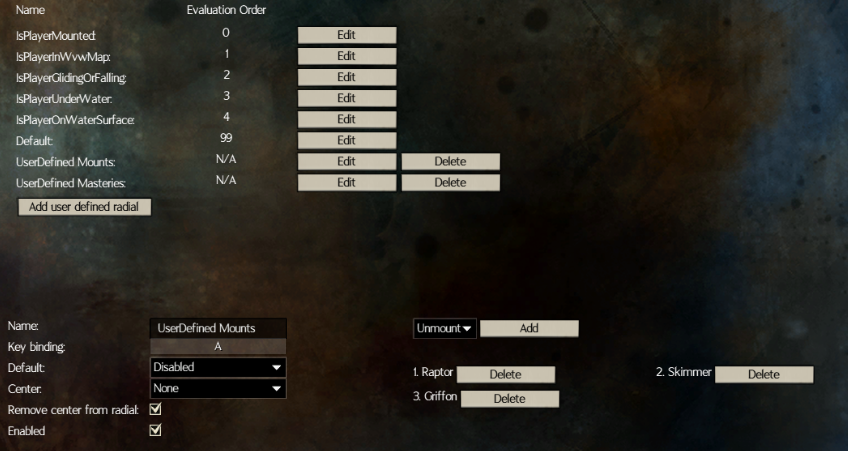 Name Evaluation Order
IsPlayerMounted: 0 Edit
IsPlayerInWvwMap: 1 Edit
IsPlayerGlidingOrFalling: 2 Edit
IsPlayerUnderWater: 3 Edit
IsPlayerOnWaterSurface: 4 Edit
Default: 99 Edit
UserDefined Mounts: N/A Edit Delete
UserDefined Masteries: N/A Edit Delete
Add user defined radial
Name: UserDefined Mounts Unmount Add
Key binding: A
Default: Disabled 1. Raptor Delete 2. Skimmer Delete
Center: None 3. Griffon Delete
Remove center from radial:
Enabled